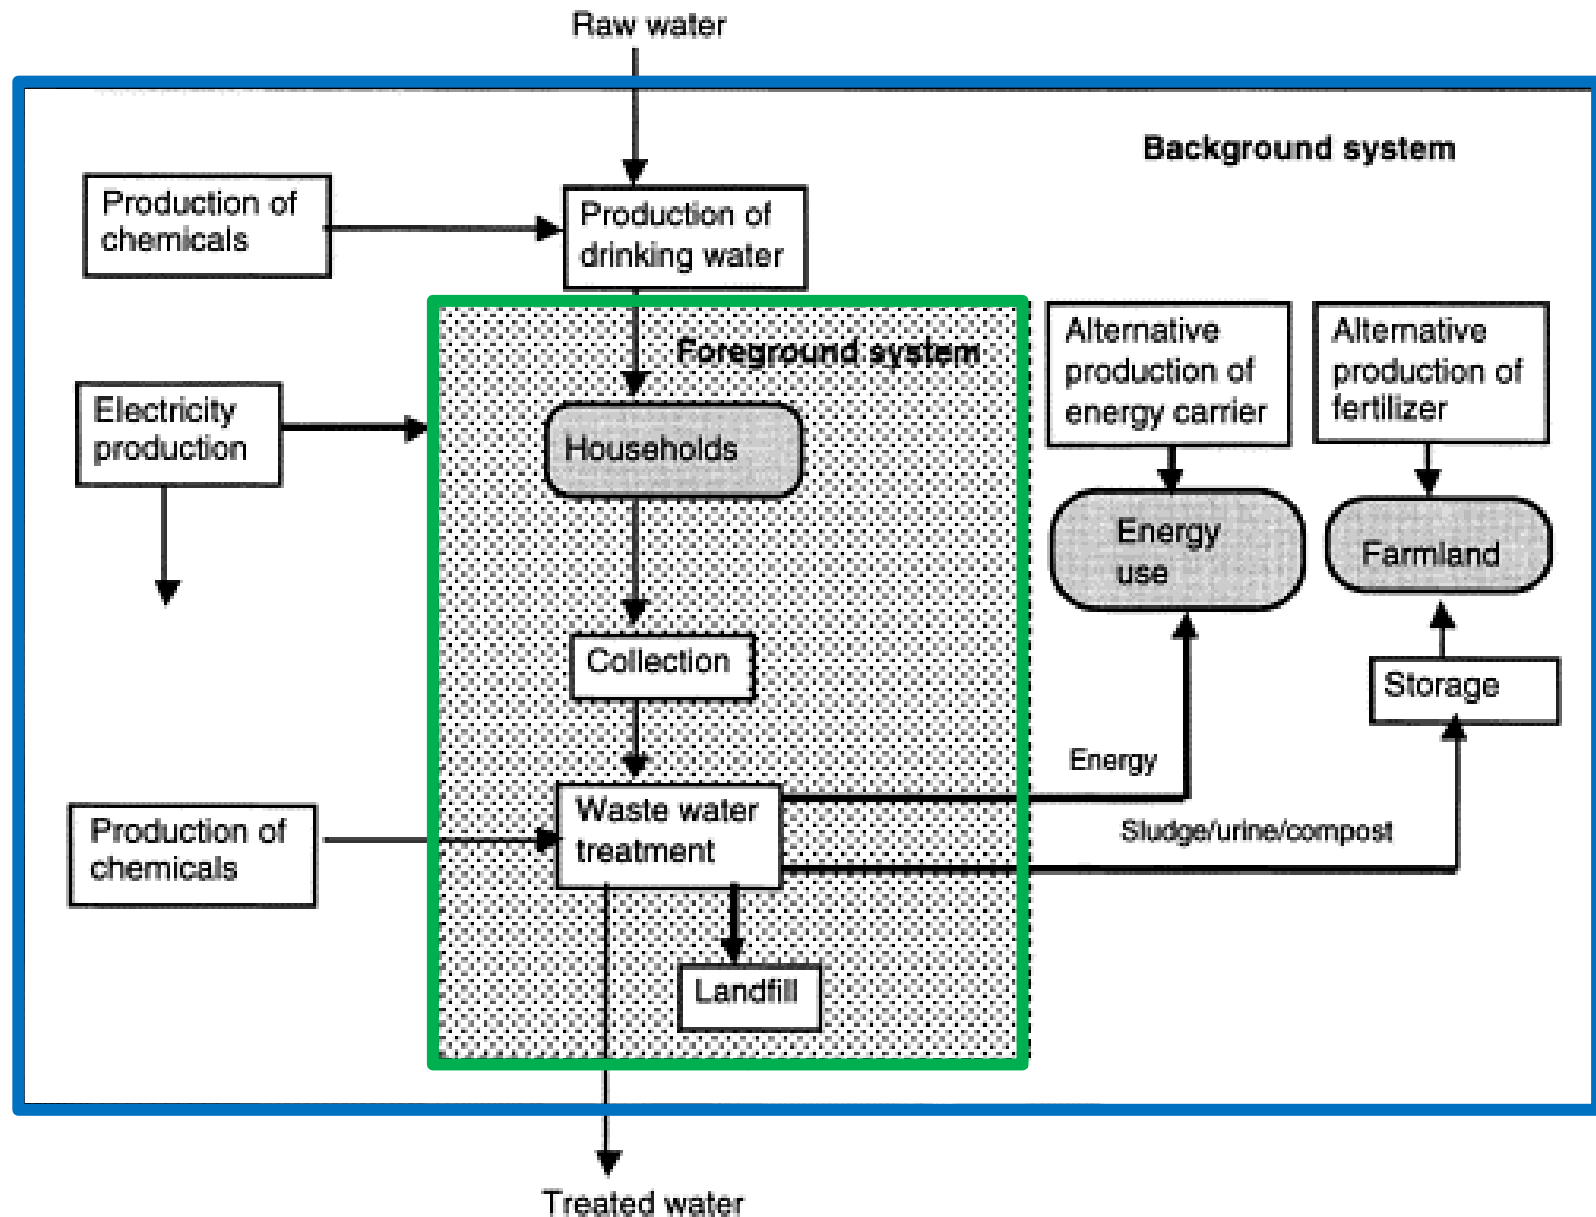 Raw water
Background system
Production of
chemicals
Production of
drinking water
Foreground system
Alternative
production of
energy carrier
Alternative
production of
fertilizer
Electricity
production
Households
Energy
use
Farmland
Collection
Storage
Energy
Production of
chemicals
Waste water
treatment
Sludge/urine/compost
Landfill
Treated water